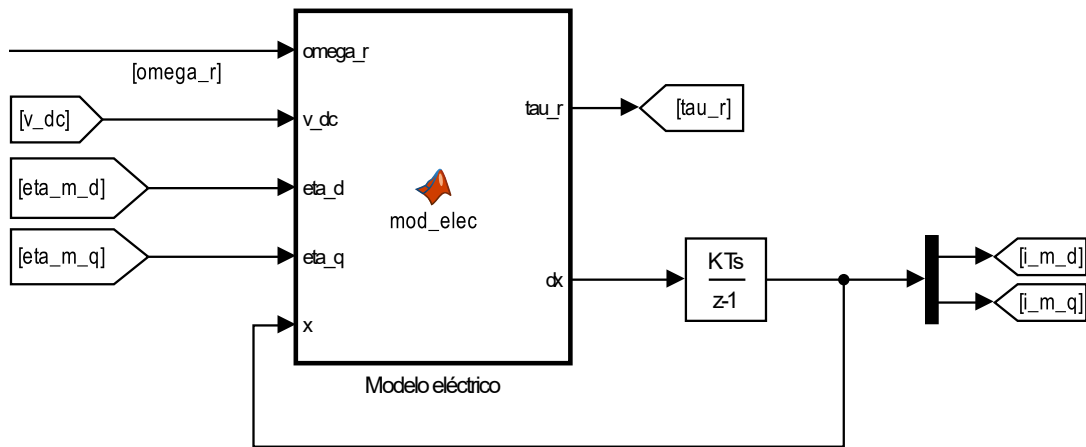 omega_r
[omega_r]
[v_dc]
v_dc
tau_r
[tau_r]
[eta_m_d]
eta_d
mod_elec
[eta_m_q]
eta_q
dx
KTs
z-1
[i_m_d]
[i_m_q]
x
Modelo eléctrico